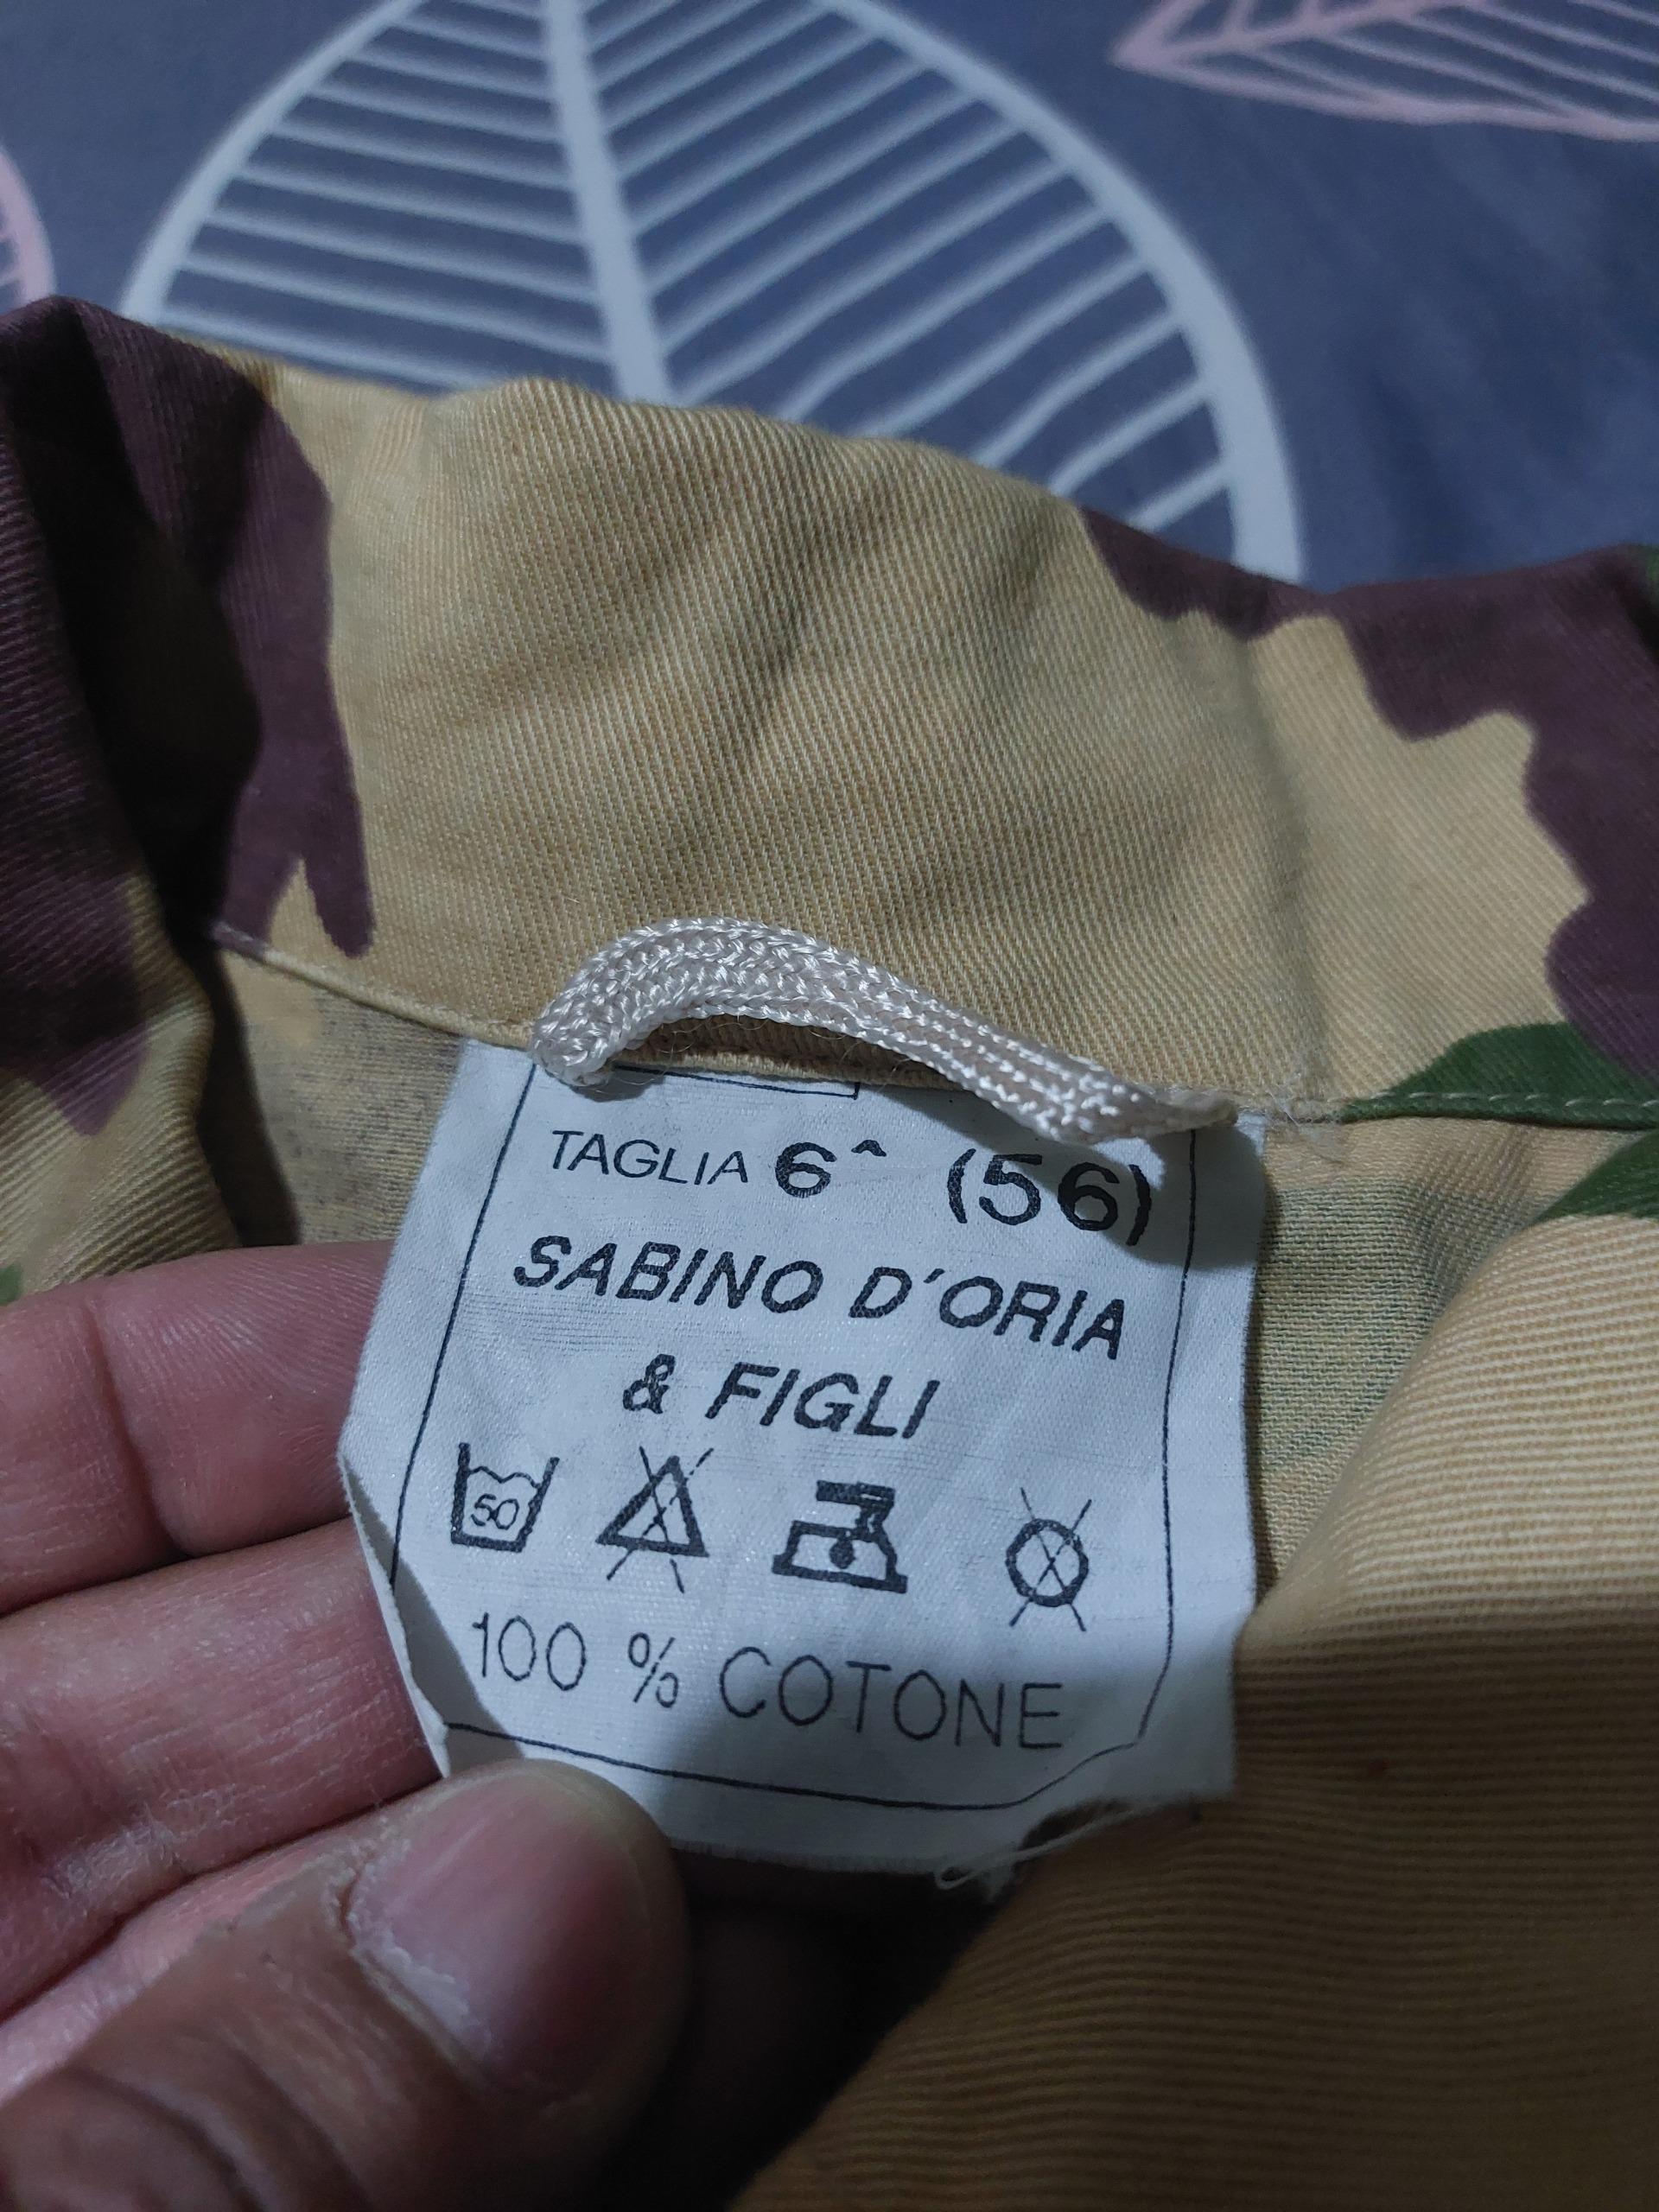 TAGLIA 6^ (56)
SABINO D'ORIA
& FIGLI
50
100 % COTONE